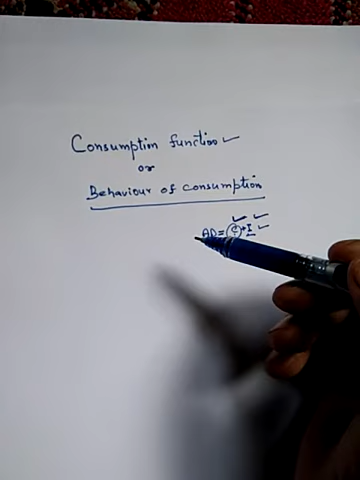 Consumption function ✓
or
Behaviour of consumption
AD = C + I